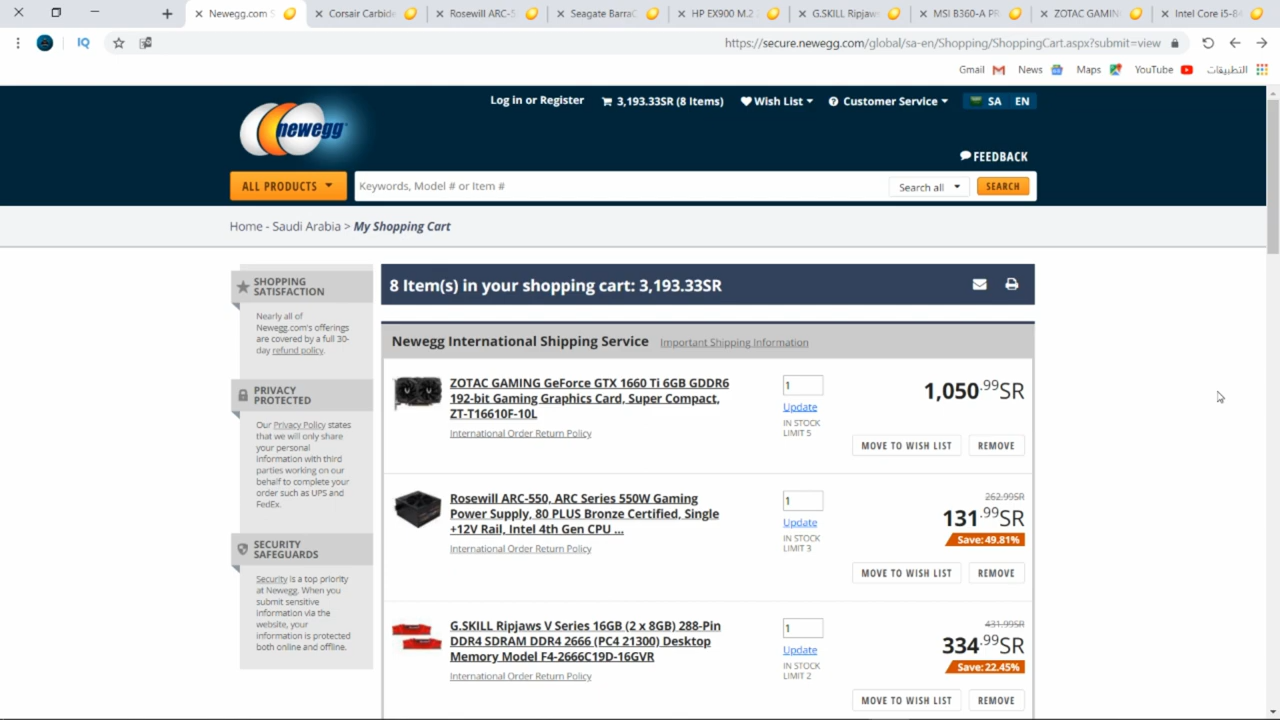 Newegg.com S
Corsair Carbide
Rosewill ARC-5
Seagate BarraC
HP EX900 M.2
G.SKILL Ripjaw
MSI B360-A PR
ZOTAC GAMIN
Intel Core i5-8
IQ
https://secure.newegg.com/global/sa-en/Shopping/ShoppingCart.aspx?submit=view
Gmail
News
Maps
YouTube
التطبيقات
Log in or Register
3,193.33SR (8 Items)
Wish List
Customer Service
SA
EN
newegg
FEEDBACK
ALL PRODUCTS
Keywords, Model # or Item #
Search all
SEARCH
Home - Saudi Arabia > My Shopping Cart
SHOPPING
SATISFACTION
Nearly all of
Newegg.com's offerings
are covered by a full 30-
day refund policy.
PRIVACY
PROTECTED
Our Privacy Policy states
that we will only share
your personal
information with third
parties working on our
behalf to complete your
order such as UPS and
FedEx.
SECURITY
SAFEGUARDS
Security is a top priority
at Newegg. When you
submit sensitive
information via the
website, your
information is protected
both online and offline.
8 Item(s) in your shopping cart: 3,193.33SR
Newegg International Shipping Service
Important Shipping Information
ZOTAC GAMING GeForce GTX 1660 Ti 6GB GDDR6
192-bit Gaming Graphics Card, Super Compact,
ZT-T16610F-10L
International Order Return Policy
1
Update
IN STOCK
LIMIT 5
1,050.99SR
MOVE TO WISH LIST
REMOVE
Rosewill ARC-550, ARC Series 550W Gaming
Power Supply, 80 PLUS Bronze Certified, Single
+12V Rail, Intel 4th Gen CPU ...
International Order Return Policy
1
Update
IN STOCK
LIMIT 3
262.99SR
131.99SR
Save: 49.81%
MOVE TO WISH LIST
REMOVE
G.SKILL Ripjaws V Series 16GB (2 x 8GB) 288-Pin
DDR4 SDRAM DDR4 2666 (PC4 21300) Desktop
Memory Model F4-2666C19D-16GVR
International Order Return Policy
1
Update
IN STOCK
LIMIT 2
431.99SR
334.99SR
Save: 22.45%
MOVE TO WISH LIST
REMOVE